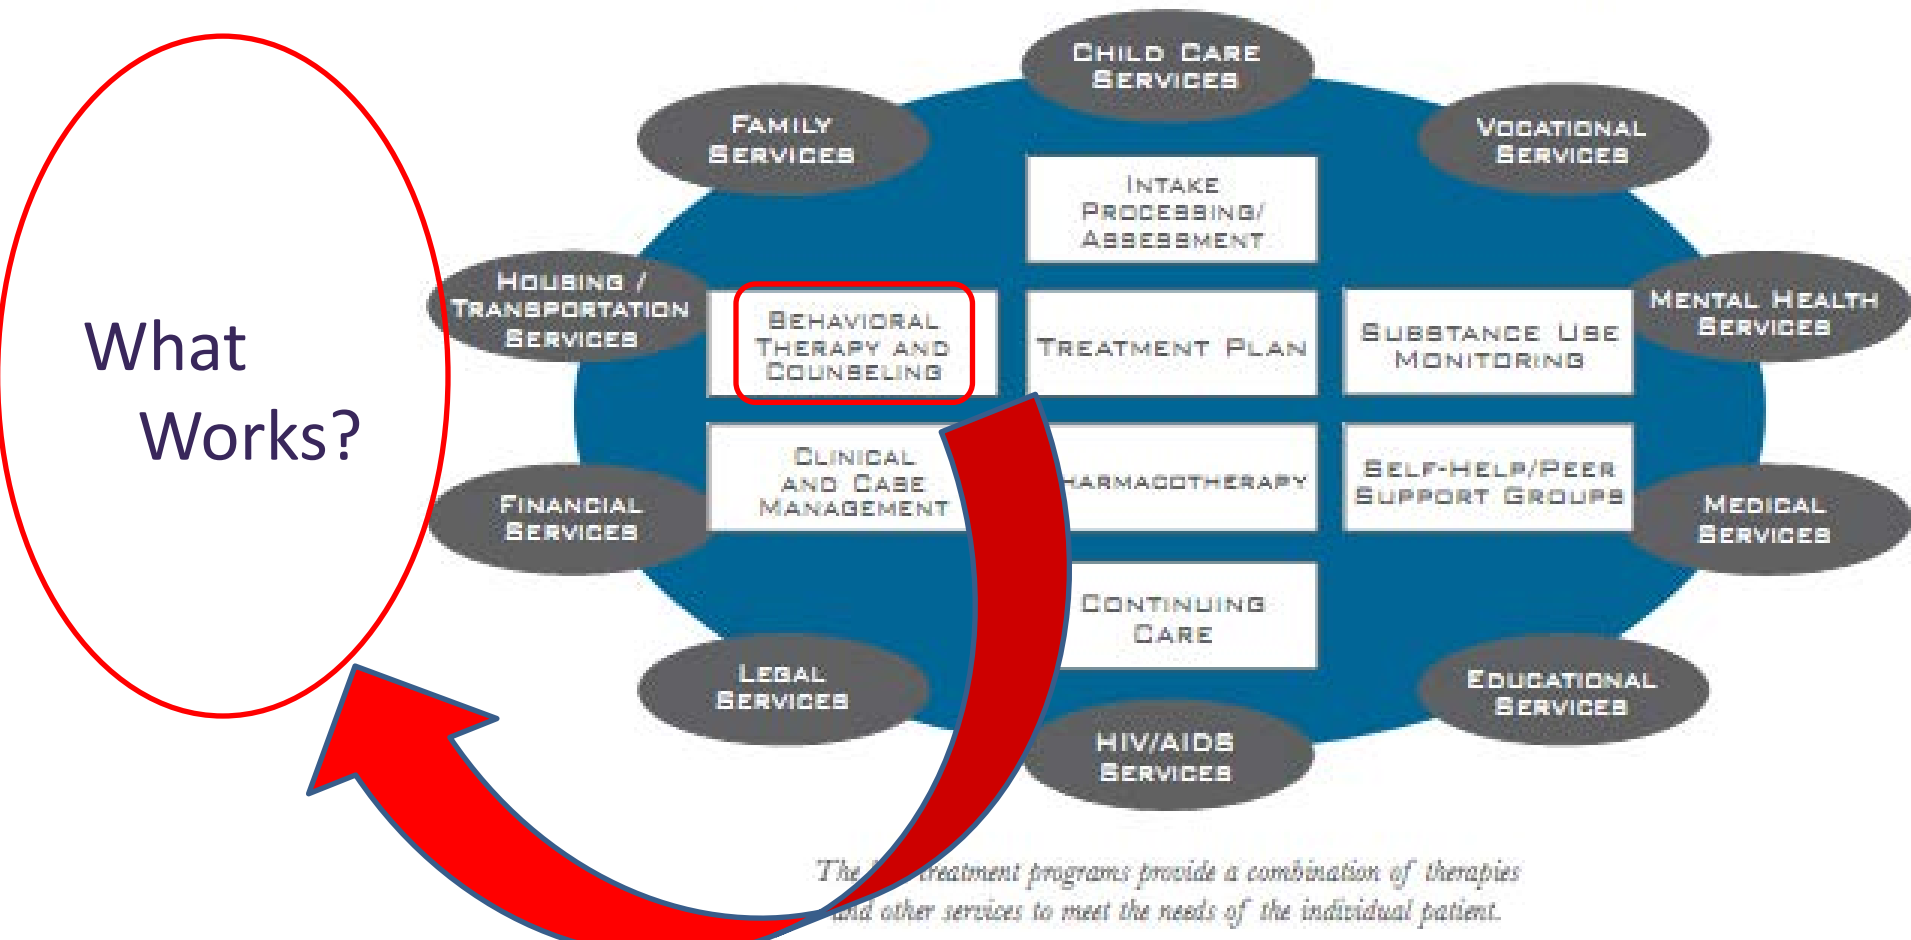 What
Works?
CHILD CARE
SERVICES
FAMILY
SERVICES
VOCATIONAL
SERVICES
INTAKE
PROCESSING/
ASSESSMENT
HOUSING /
TRANSPORTATION
SERVICES
BEHAVIORAL
THERAPY AND
COUNSELING
TREATMENT PLAN
SUBSTANCE USE
MONITORING
MENTAL HEALTH
SERVICES
FINANCIAL
SERVICES
CLINICAL
AND CASE
MANAGEMENT
HARMACOTHERAPY
SELF-HELP/PEER
SUPPORT GROUPS
MEDICAL
SERVICES
CONTINUING
CARE
LEGAL
SERVICES
HIV/AIDS
SERVICES
EDUCATIONAL
SERVICES
The treatment programs provide a combination of therapies
and other services to meet the needs of the individual patient.